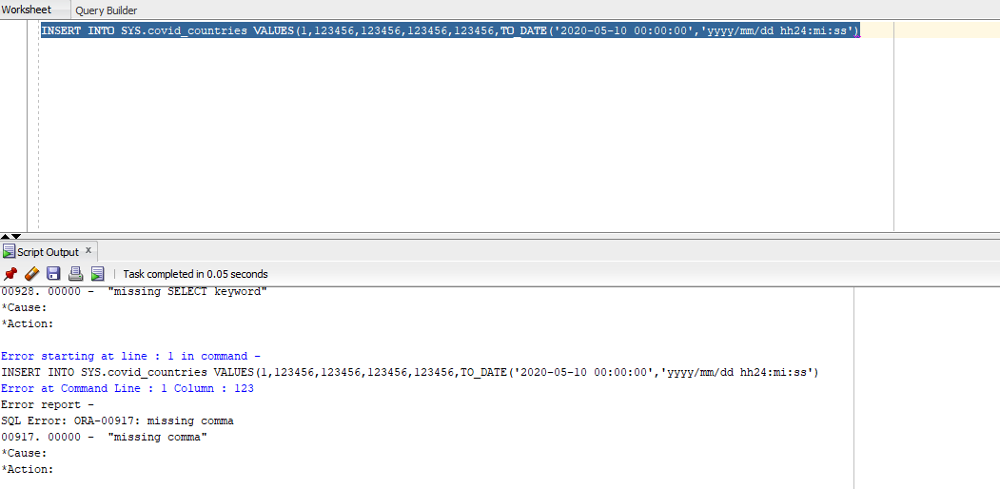 Worksheet Query Builder
INSERT INTO SYS.covid_countries VALUES(1,123456,123456,123456,123456,TO_DATE('2020-05-10 00:00:00','yyyy/mm/dd hh24:mi:ss')
Script Output x
Task completed in 0.05 seconds
00928. 00000 - "missing SELECT keyword"
*Cause:
*Action:
Error starting at line : 1 in command -
INSERT INTO SYS.covid_countries VALUES(1,123456,123456,123456,123456,TO_DATE('2020-05-10 00:00:00','yyyy/mm/dd hh24:mi:ss')
Error at Command Line : 1 Column : 123
Error report -
SQL Error: ORA-00917: missing comma
00917. 00000 - "missing comma"
*Cause:
*Action: